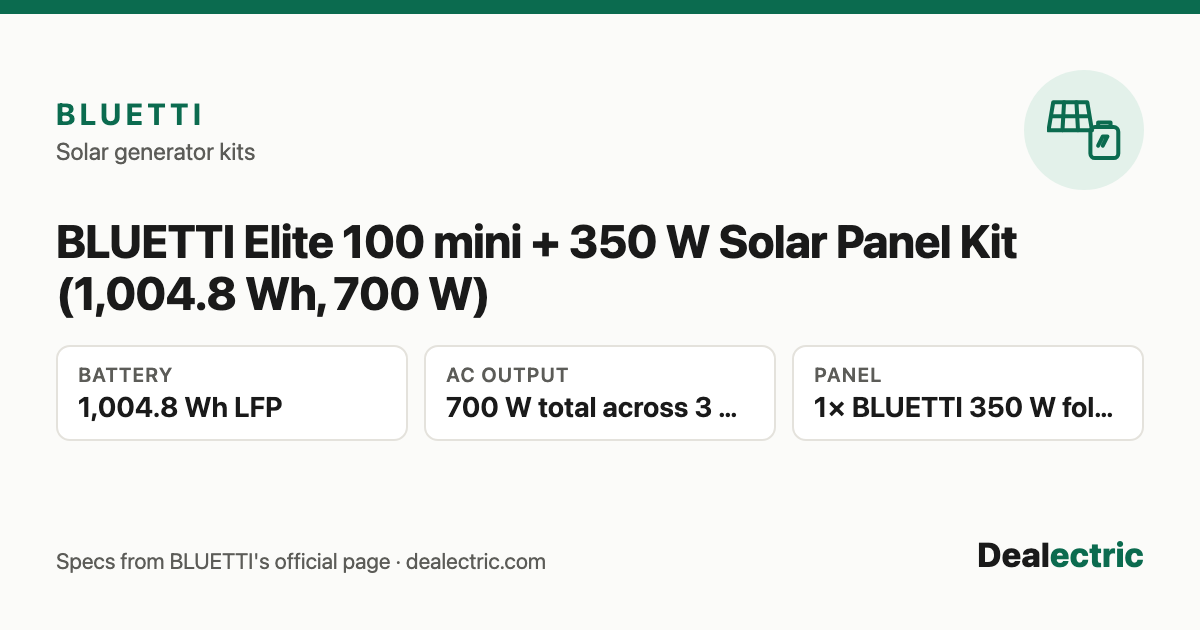 BLUETTI
Solar generator kits
BLUETTI Elite 100 mini + 350 W Solar Panel Kit
(1,004.8 Wh, 700 W)
BATTERY
1,004.8 Wh LFP
AC OUTPUT
700 W total across 3 ...
PANEL
1× BLUETTI 350 W fol...
Specs from BLUETTI's official page · dealectric.com
Dealectric